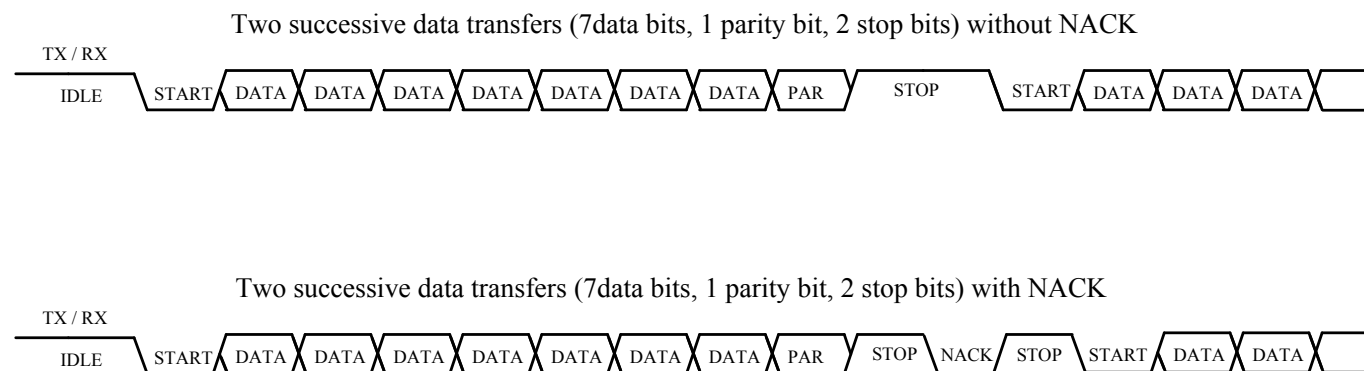 Two successive data transfers (7data bits, 1 parity bit, 2 stop bits) without NACK
TX / RX
IDLE START DATA DATA DATA DATA DATA DATA DATA PAR STOP START DATA DATA DATA
Two successive data transfers (7data bits, 1 parity bit, 2 stop bits) with NACK
TX / RX
IDLE START DATA DATA DATA DATA DATA DATA DATA PAR STOP NACK STOP START DATA DATA